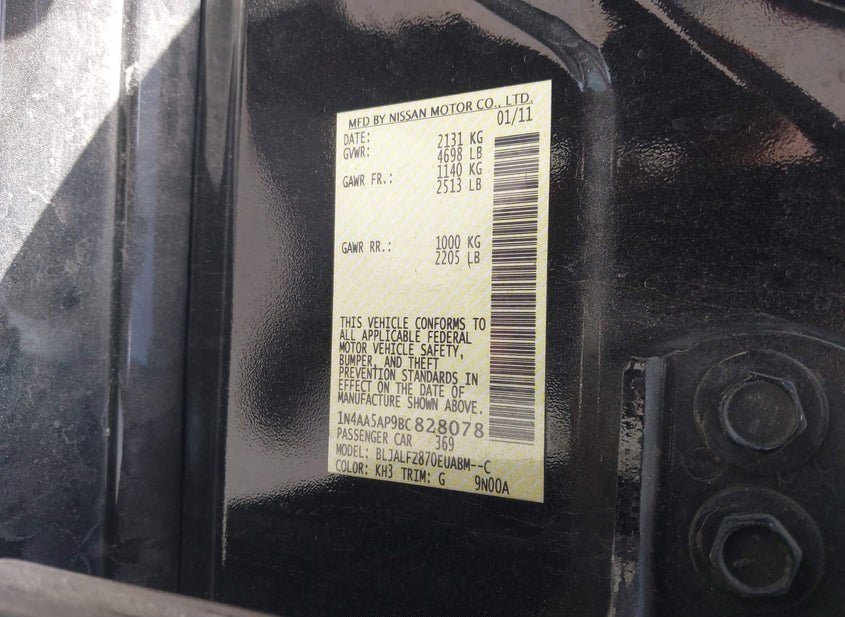 MFD BY NISSAN MOTOR CO., LTD.
DATE: 01/11
GVWR: 2131 KG
4698 LB
GAWR FR.: 1140 KG
2513 LB
GAWR RR.: 1000 KG
2205 LB
THIS VEHICLE CONFORMS TO
ALL APPLICABLE FEDERAL
MOTOR VEHICLE SAFETY,
BUMPER, AND THEFT
PREVENTION STANDARDS IN
EFFECT ON THE DATE OF
MANUFACTURE SHOWN ABOVE.
1N4AA5AP9BC828078
PASSENGER CAR 369
MODEL: BLJALFZ870EUABM--C
COLOR: KH3 TRIM: G 9N00A